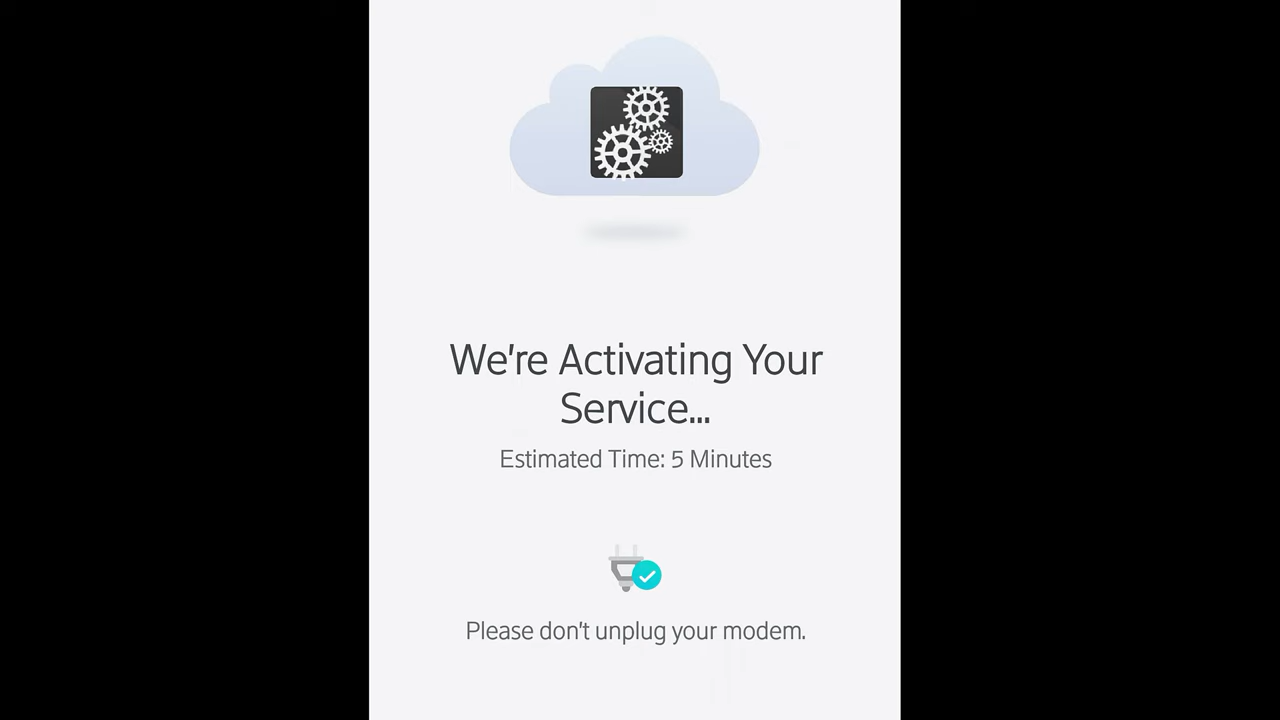 We're Activating Your
Service...
Estimated Time: 5 Minutes
Please don't unplug your modem.